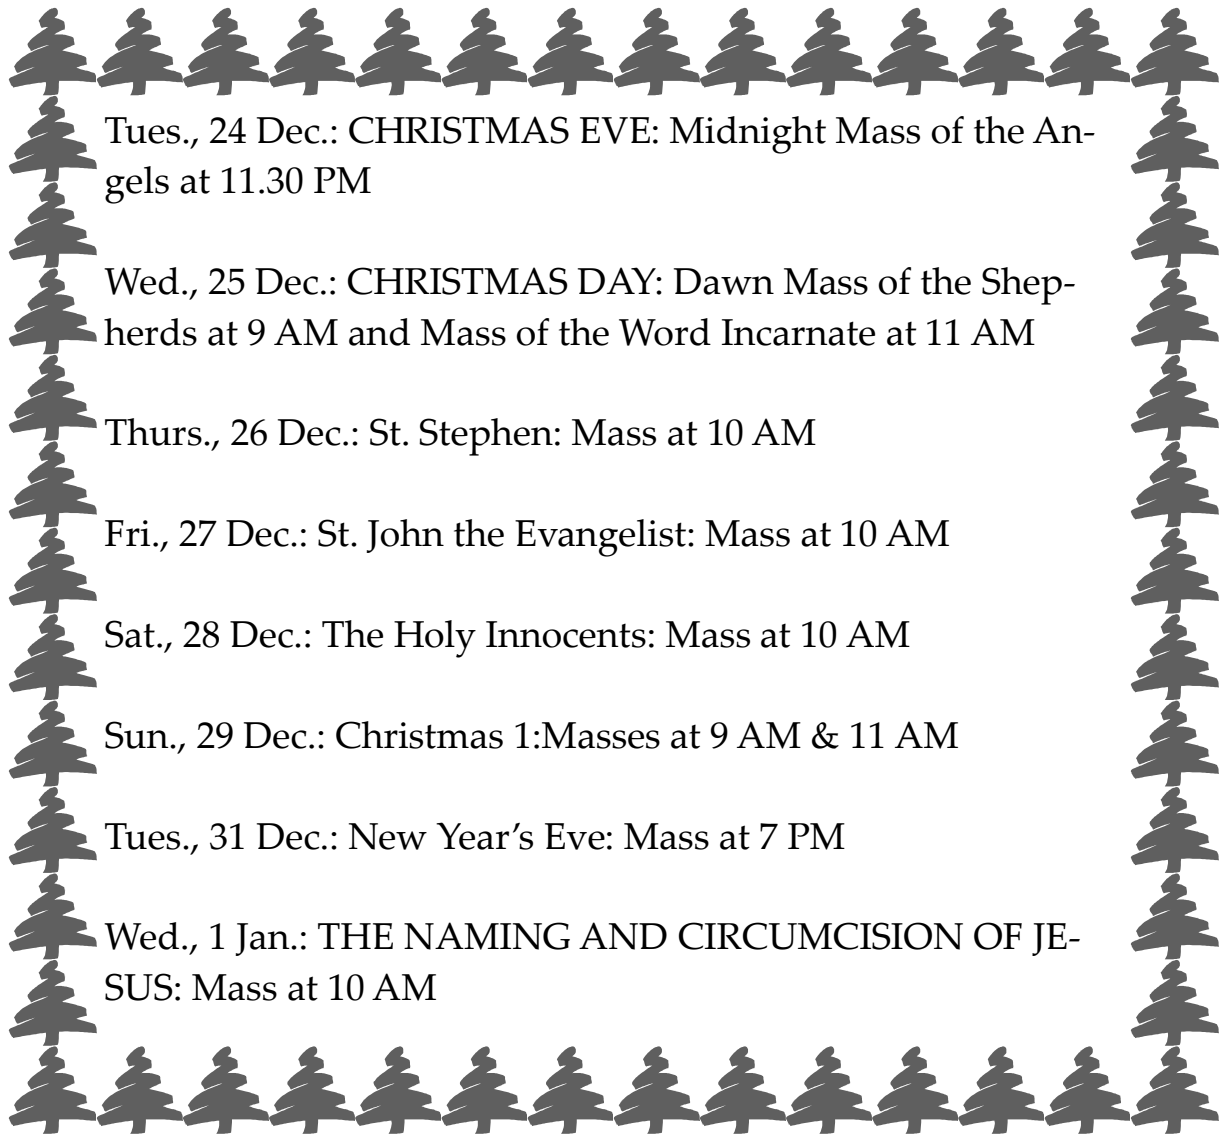 Tues., 24 Dec.: CHRISTMAS EVE: Midnight Mass of the An-
gels at 11.30 PM
Wed., 25 Dec.: CHRISTMAS DAY: Dawn Mass of the Shep-
herds at 9 AM and Mass of the Word Incarnate at 11 AM
Thurs., 26 Dec.: St. Stephen: Mass at 10 AM
Fri., 27 Dec.: St. John the Evangelist: Mass at 10 AM
Sat., 28 Dec.: The Holy Innocents: Mass at 10 AM
Sun., 29 Dec.: Christmas 1:Masses at 9 AM & 11 AM
Tues., 31 Dec.: New Year’s Eve: Mass at 7 PM
Wed., 1 Jan.: THE NAMING AND CIRCUMCISION OF JE-
SUS: Mass at 10 AM